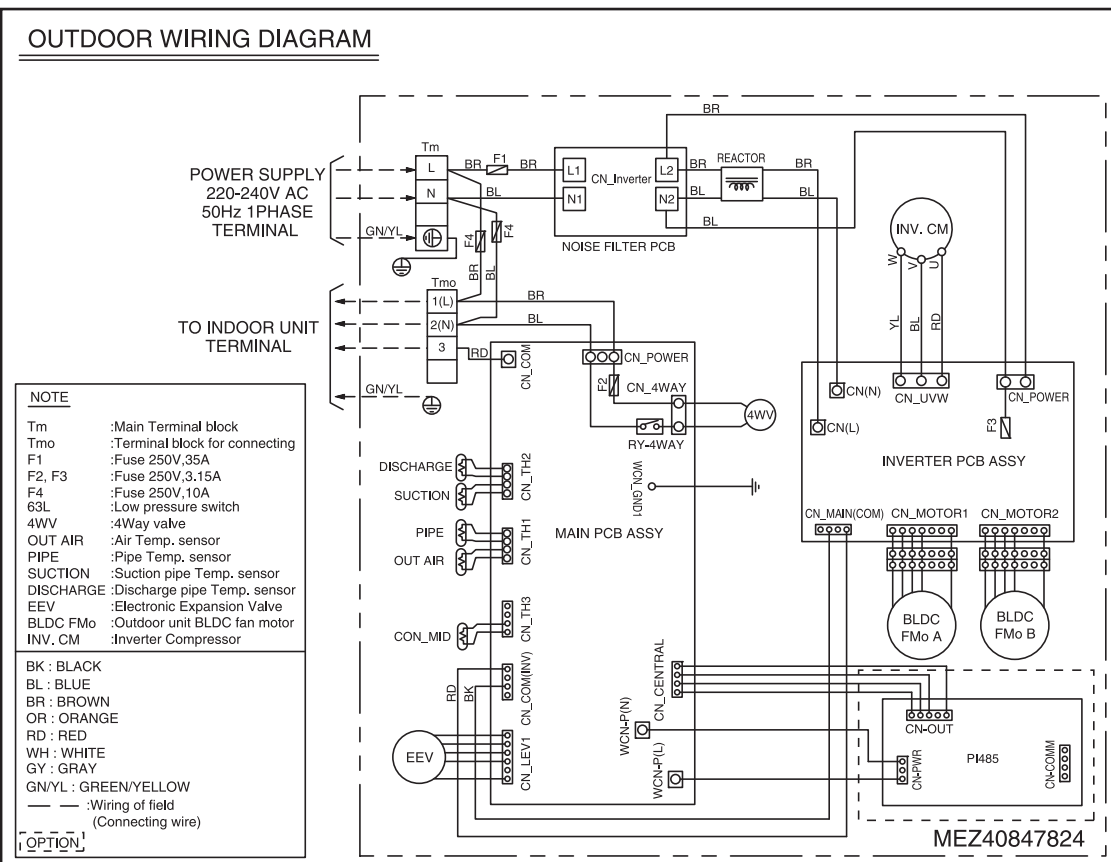 OUTDOOR WIRING DIAGRAM
POWER SUPPLY
220-240V AC
50Hz 1PHASE
TERMINAL
GN/YL
Tm
L
N
BR
F1
BR
BL
F4
F4
BR
BL
L1
N1
CN_Inverter
L2
N2
NOISE FILTER PCB
BR
BR
REACTOR
BR
BL
BL
BL
INV. CM
W
V
U
YL
BL
RD
TO INDOOR UNIT
TERMINAL
GN/YL
Tmo
1(L)
2(N)
3
BR
BL
RD
CN_COM
CN_POWER
F2
CN_4WAY
4WV
RY-4WAY
WCN_GND1
MAIN PCB ASSY
DISCHARGE
SUCTION
CN_TH2
PIPE
OUT AIR
CN_TH1
CON_MID
CN_TH3
RD
BK
CN_COM(INV)
EEV
CN_LEV1
CN_CENTRAL
WCN-P(N)
WCN-P(L)
CN(N)
CN(L)
CN_UVW
CN_POWER
F3
INVERTER PCB ASSY
CN_MAIN(COM)
CN_MOTOR1
CN_MOTOR2
BLDC
FMo A
BLDC
FMo B
CN-OUT
CN-PWR
PI485
CN-COMM
MEZ40847824
NOTE
Tm :Main Terminal block
Tmo :Terminal block for connecting
F1 :Fuse 250V,35A
F2, F3 :Fuse 250V,3.15A
F4 :Fuse 250V,10A
63L :Low pressure switch
4WV :4Way valve
OUT AIR :Air Temp. sensor
PIPE :Pipe Temp. sensor
SUCTION :Suction pipe Temp. sensor
DISCHARGE :Discharge pipe Temp. sensor
EEV :Electronic Expansion Valve
BLDC FMo :Outdoor unit BLDC fan motor
INV. CM :Inverter Compressor
BK : BLACK
BL : BLUE
BR : BROWN
OR : ORANGE
RD : RED
WH : WHITE
GY : GRAY
GN/YL : GREEN/YELLOW
:Wiring of field
(Connecting wire)
OPTION